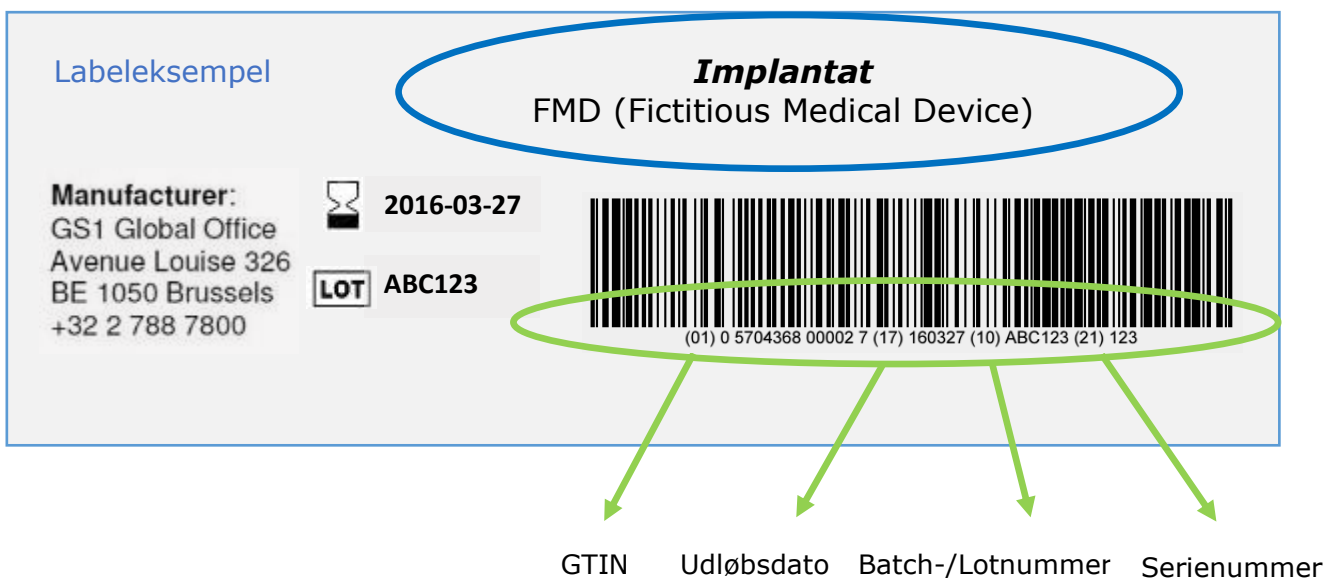 Labeleksempel
Implantat
FMD (Fictitious Medical Device)
Manufacturer:
GS1 Global Office
Avenue Louise 326
BE 1050 Brussels
+32 2 788 7800
2016-03-27
LOT ABC123
(01) 0 5704368 00002 7 (17) 160327 (10) ABC123 (21) 123
GTIN Udløbsdato Batch-/Lotnummer Serienummer